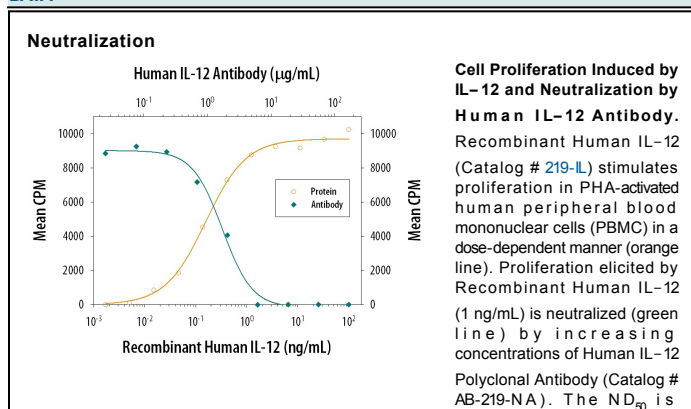 Neutralization
Human IL-12 Antibody (µg/mL)
10-1 100 101 102
10000 10000
8000 8000
6000 6000
4000 4000
2000 2000
0 0
Mean CPM
Mean CPM
Protein
Antibody
10-3 10-2 10-1 100 101 102
Recombinant Human IL-12 (ng/mL)
Cell Proliferation Induced by
IL-12 and Neutralization by
Human IL-12 Antibody.
Recombinant Human IL-12
(Catalog # 219-IL) stimulates
proliferation in PHA-activated
human peripheral blood
mononuclear cells (PBMC) in a
dose-dependent manner (orange
line). Proliferation elicited by
Recombinant Human IL-12
(1 ng/mL) is neutralized (green
line) by increasing
concentrations of Human IL-12
Polyclonal Antibody (Catalog #
AB-219-NA). The ND50 is